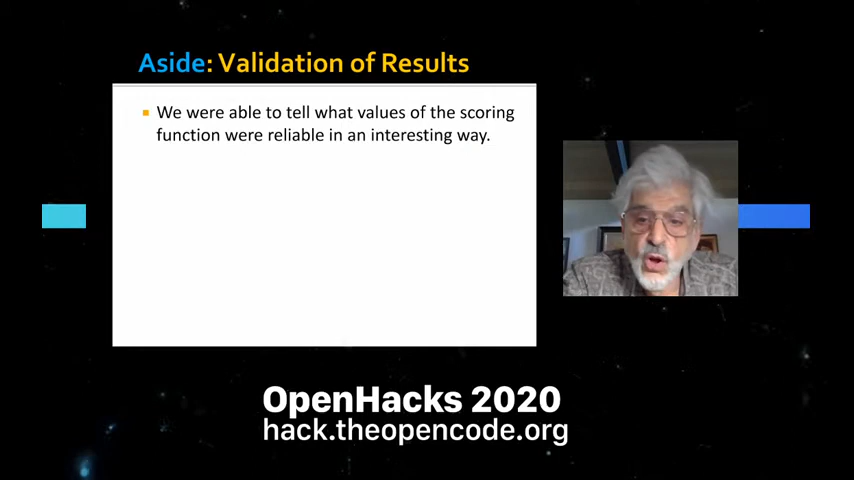 Aside: Validation of Results
▪ We were able to tell what values of the scoring
function were reliable in an interesting way.
OpenHacks 2020
hack.theopencode.org